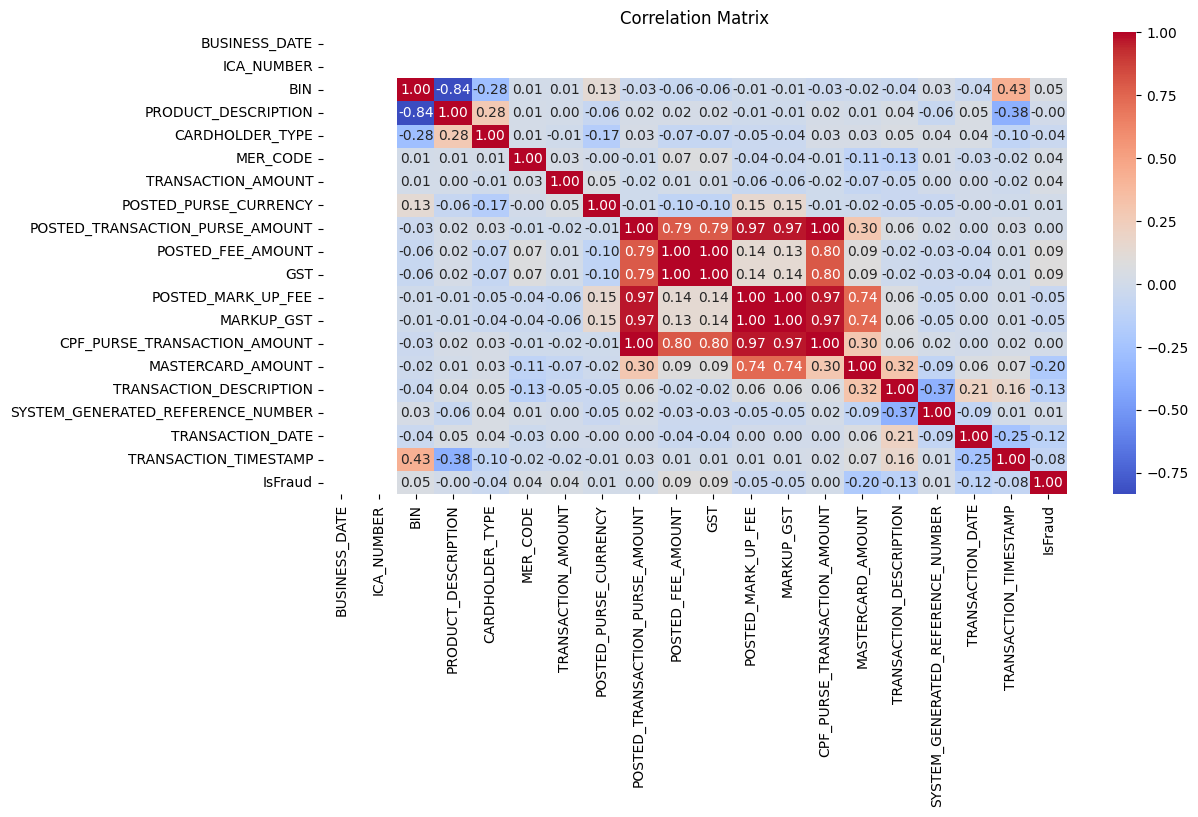 Correlation Matrix
BUSINESS_DATE
ICA_NUMBER
BIN 1.00 -0.84 -0.28 0.01 0.01 0.13 -0.03 -0.06 -0.06 -0.01 -0.01 -0.03 -0.02 -0.04 0.03 -0.04 0.43 0.05
PRODUCT_DESCRIPTION -0.84 1.00 0.28 0.01 0.00 -0.06 0.02 0.02 0.02 -0.01 -0.01 0.02 0.01 0.04 -0.06 0.05 -0.38 -0.00
CARDHOLDER_TYPE -0.28 0.28 1.00 0.01 -0.01 -0.17 0.03 -0.07 -0.07 -0.05 -0.04 0.03 0.03 0.05 0.04 0.04 -0.10 -0.04
MER_CODE 0.01 0.01 0.01 1.00 0.03 -0.00 -0.01 0.07 0.07 -0.04 -0.04 -0.01 -0.11 -0.13 0.01 -0.03 -0.02 0.04
TRANSACTION_AMOUNT 0.01 0.00 -0.01 0.03 1.00 0.05 -0.02 0.01 0.01 -0.06 -0.06 -0.02 -0.07 -0.05 0.00 0.00 -0.02 0.04
POSTED_PURSE_CURRENCY 0.13 -0.06 -0.17 -0.00 0.05 1.00 -0.01 -0.10 -0.10 0.15 0.15 -0.01 -0.02 -0.05 -0.05 -0.00 -0.01 0.01
POSTED_TRANSACTION_PURSE_AMOUNT -0.03 0.02 0.03 -0.01 -0.02 -0.01 1.00 0.79 0.79 0.97 0.97 1.00 0.30 0.06 0.02 0.00 0.03 0.00
POSTED_FEE_AMOUNT -0.06 0.02 -0.07 0.07 0.01 -0.10 0.79 1.00 1.00 0.14 0.13 0.80 0.09 -0.02 -0.03 -0.04 0.01 0.09
GST -0.06 0.02 -0.07 0.07 0.01 -0.10 0.79 1.00 1.00 0.14 0.14 0.80 0.09 -0.02 -0.03 -0.04 0.01 0.09
POSTED_MARK_UP_FEE -0.01 -0.01 -0.05 -0.04 -0.06 0.15 0.97 0.14 0.14 1.00 1.00 0.97 0.74 0.06 -0.05 0.00 0.01 -0.05
MARKUP_GST -0.01 -0.01 -0.04 -0.04 -0.06 0.15 0.97 0.13 0.14 1.00 1.00 0.97 0.74 0.06 -0.05 0.00 0.01 -0.05
CPF_PURSE_TRANSACTION_AMOUNT -0.03 0.02 0.03 -0.01 -0.02 -0.01 1.00 0.80 0.80 0.97 0.97 1.00 0.30 0.06 0.02 0.00 0.02 0.00
MASTERCARD_AMOUNT -0.02 0.01 0.03 -0.11 -0.07 -0.02 0.30 0.09 0.09 0.74 0.74 0.30 1.00 0.32 -0.09 0.06 0.07 -0.20
TRANSACTION_DESCRIPTION -0.04 0.04 0.05 -0.13 -0.05 -0.05 0.06 -0.02 -0.02 0.06 0.06 0.06 0.32 1.00 -0.37 0.21 0.16 -0.13
SYSTEM_GENERATED_REFERENCE_NUMBER 0.03 -0.06 0.04 0.01 0.00 -0.05 0.02 -0.03 -0.03 -0.05 -0.05 0.02 -0.09 -0.37 1.00 -0.09 0.01 0.01
TRANSACTION_DATE -0.04 0.05 0.04 -0.03 0.00 -0.00 0.00 -0.04 -0.04 0.00 0.00 0.00 0.06 0.21 -0.09 1.00 -0.25 -0.12
TRANSACTION_TIMESTAMP 0.43 -0.38 -0.10 -0.02 -0.02 -0.01 0.03 0.01 0.01 0.01 0.01 0.02 0.07 0.16 0.01 -0.25 1.00 -0.08
IsFraud 0.05 -0.00 -0.04 0.04 0.04 0.01 0.00 0.09 0.09 -0.05 -0.05 0.00 -0.20 -0.13 0.01 -0.12 -0.08 1.00
BUSINESS_DATE
ICA_NUMBER
BIN
PRODUCT_DESCRIPTION
CARDHOLDER_TYPE
MER_CODE
TRANSACTION_AMOUNT
POSTED_PURSE_CURRENCY
POSTED_TRANSACTION_PURSE_AMOUNT
POSTED_FEE_AMOUNT
GST
POSTED_MARK_UP_FEE
MARKUP_GST
CPF_PURSE_TRANSACTION_AMOUNT
MASTERCARD_AMOUNT
TRANSACTION_DESCRIPTION
SYSTEM_GENERATED_REFERENCE_NUMBER
TRANSACTION_DATE
TRANSACTION_TIMESTAMP
IsFraud
1.00
0.75
0.50
0.25
0.00
−0.25
−0.50
−0.75